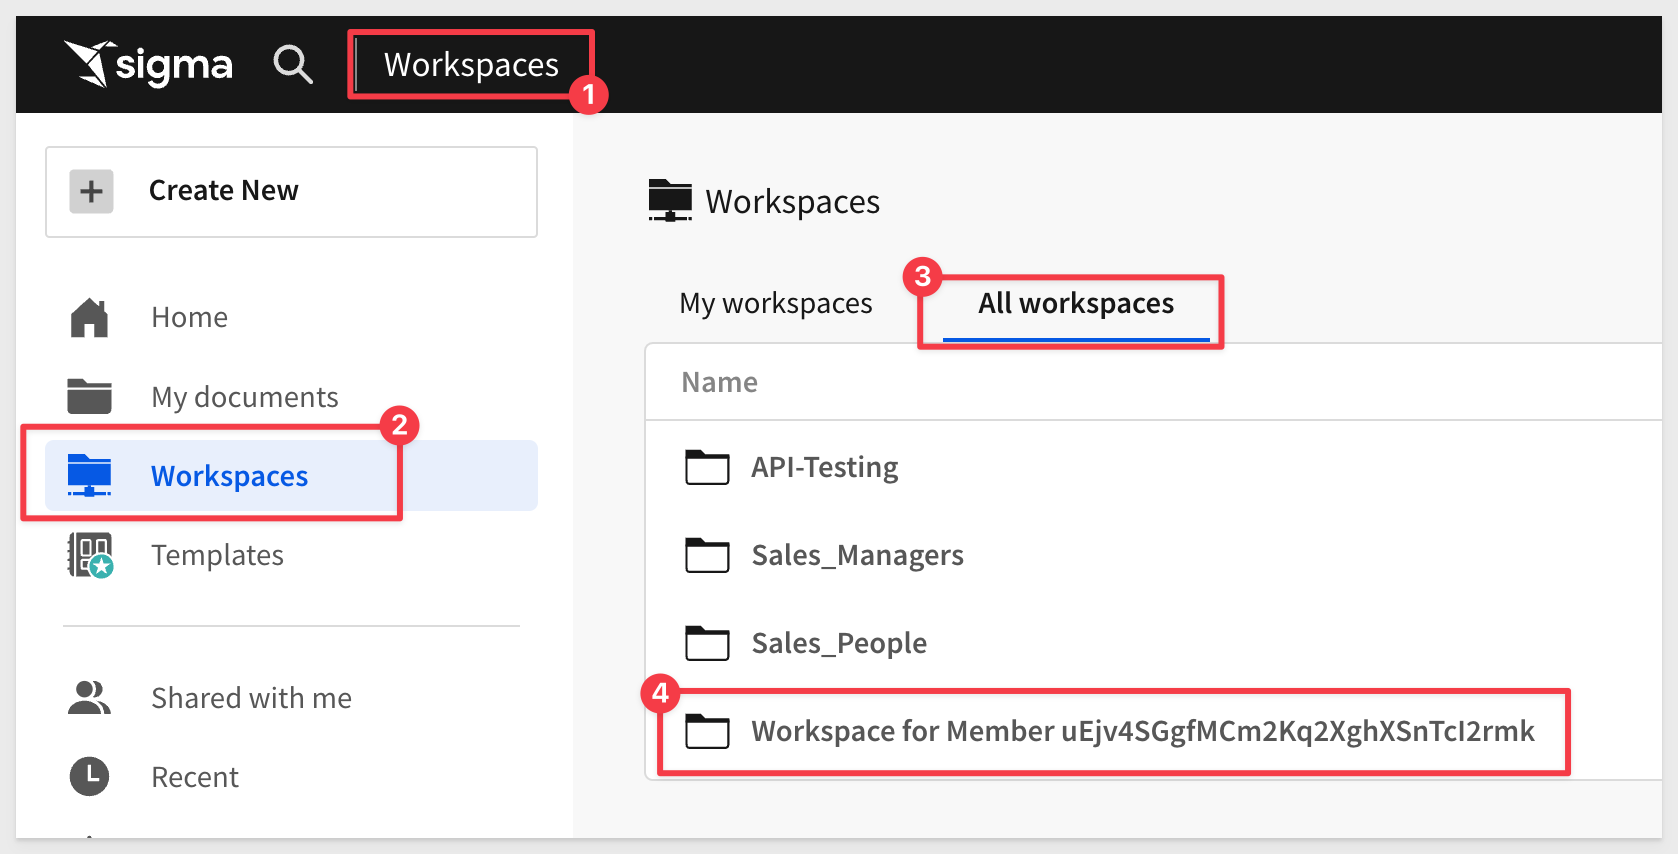 sigma
Workspaces
1
Create New
Home
My documents
2
Workspaces
Templates
Shared with me
Recent
Workspaces
My workspaces
3
All workspaces
Name
API-Testing
Sales_Managers
Sales_People
4
Workspace for Member uEjv4SGgfMCm2Kq2XghXSnTcI2rmk